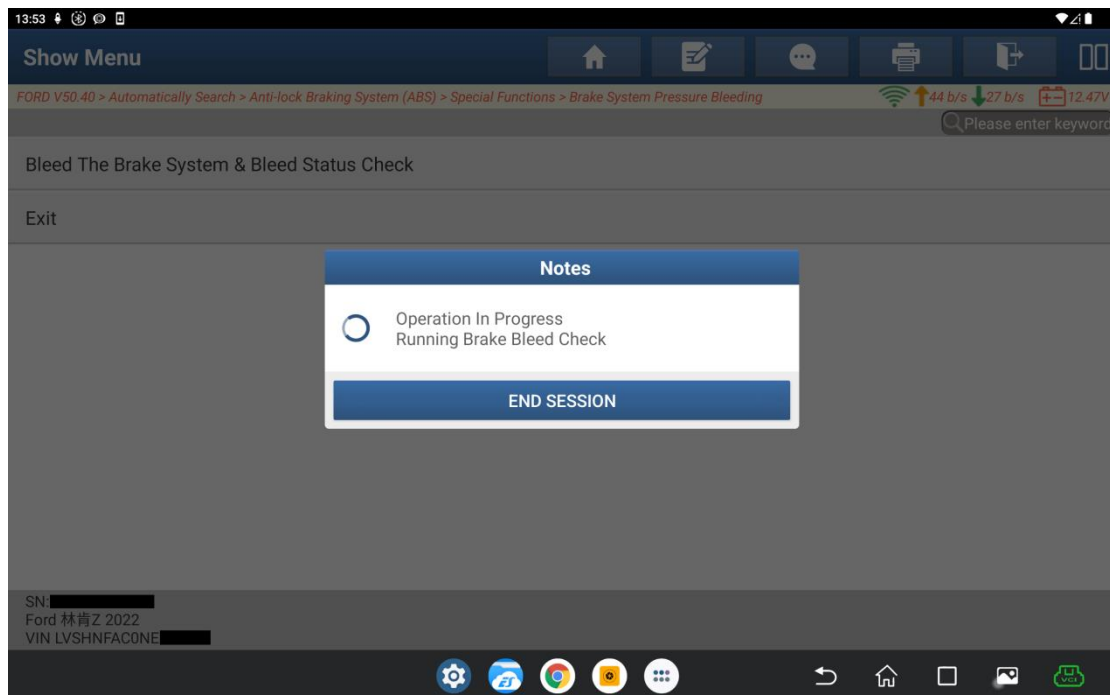 13:53
Show Menu
FORD V50.40 > Automatically Search > Anti-lock Braking System (ABS) > Special Functions > Brake System Pressure Bleeding
44 b/s 27 b/s 12.47V
Please enter keyword
Bleed The Brake System & Bleed Status Check
Exit
Notes
Operation In Progress
Running Brake Bleed Check
END SESSION
SN:
Ford 林肯Z 2022
VIN LVSHNFAC0NE
VCI